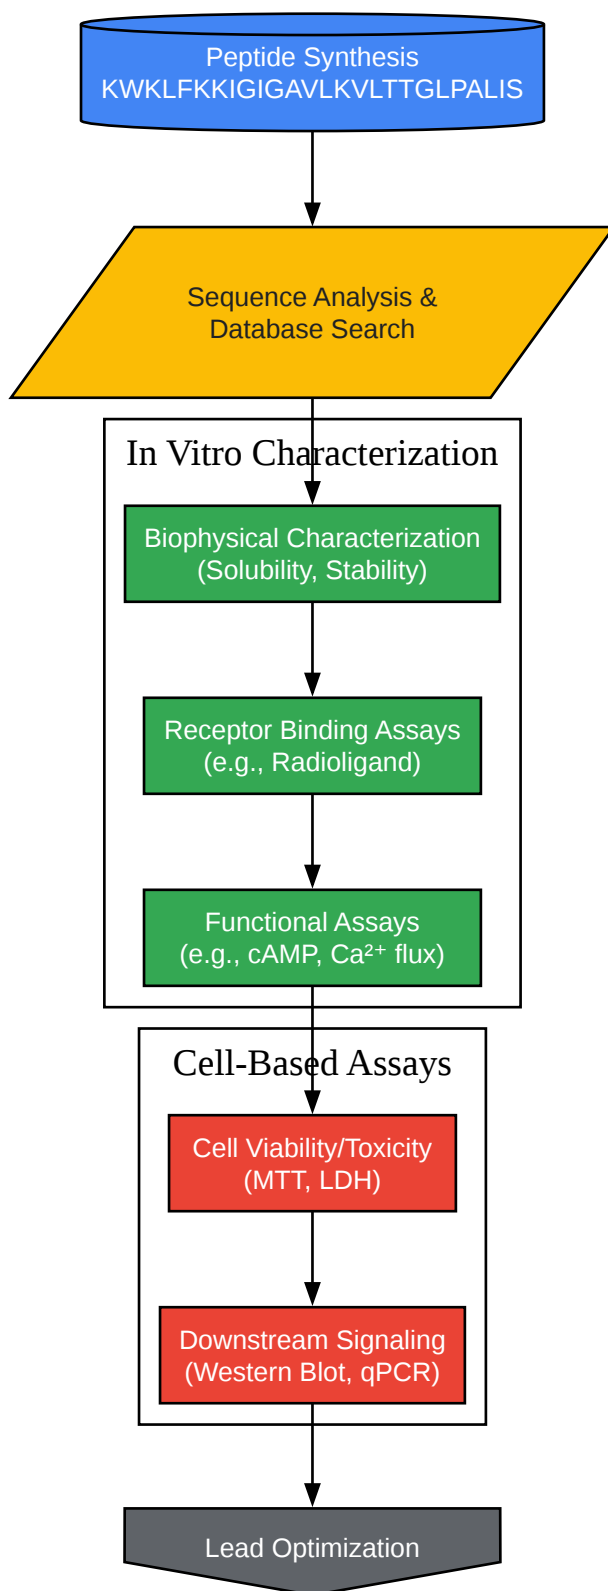 Peptide Synthesis
KWKLFKKIGIGAVLKVLTTGLPALIS
Sequence Analysis &
Database Search
In Vitro Characterization
Biophysical Characterization
(Solubility, Stability)
Receptor Binding Assays
(e.g., Radioligand)
Functional Assays
(e.g., cAMP, Ca²⁺ flux)
Cell-Based Assays
Cell Viability/Toxicity
(MTT, LDH)
Downstream Signaling
(Western Blot, qPCR)
Lead Optimization